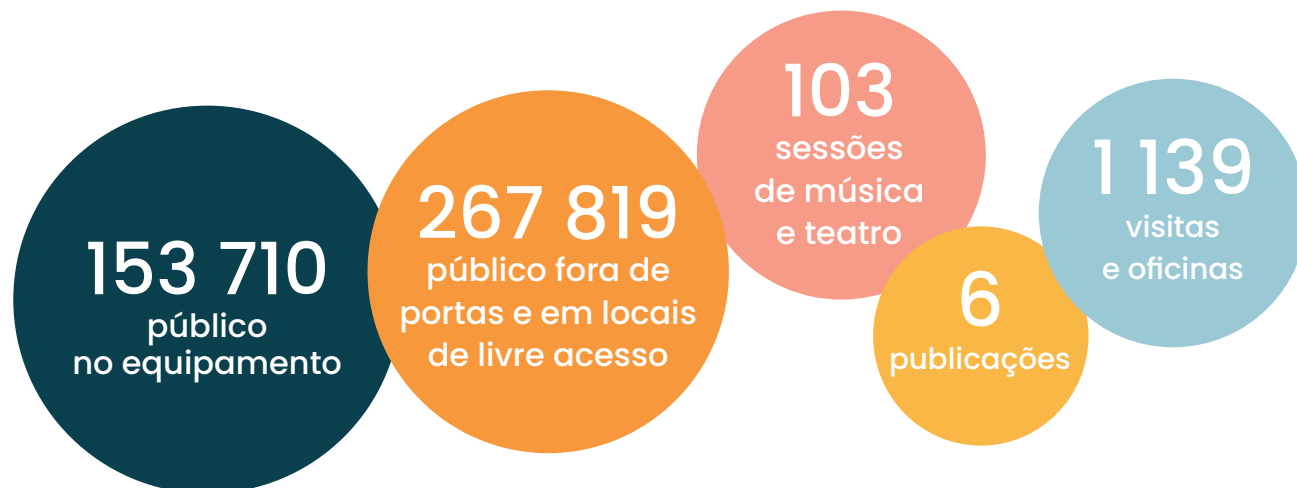 153 710
público
no equipamento
267 819
público fora de
portas e em locais
de livre acesso
103
sessões
de música
e teatro
6
publicações
1 139
visitas
e oficinas